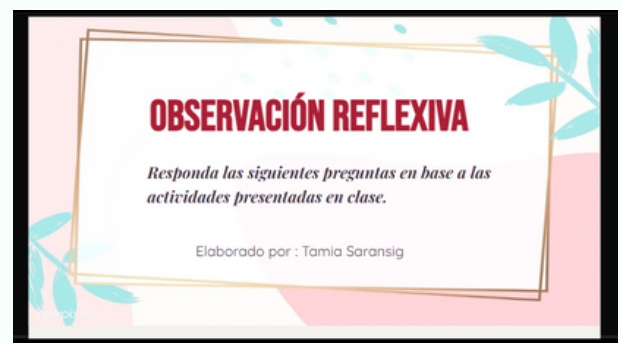 OBSERVACIÓN REFLEXIVA
Responda las siguientes preguntas en base a las
actividades presentadas en clase.
Elaborado por : Tamia Saransig